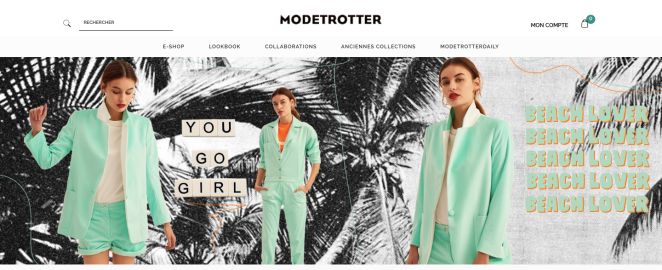 RECHERCHER
MODETROTTER
MON COMPTE
0
E-SHOP LOOKBOOK COLLABORATIONS ANCIENNES COLLECTIONS MODETROTTERDAILY
YOU
GO
GIRL
BEACH LOVER
BEACH LOVER
BEACH LOVER
BEACH LOVER
BEACH LOVER